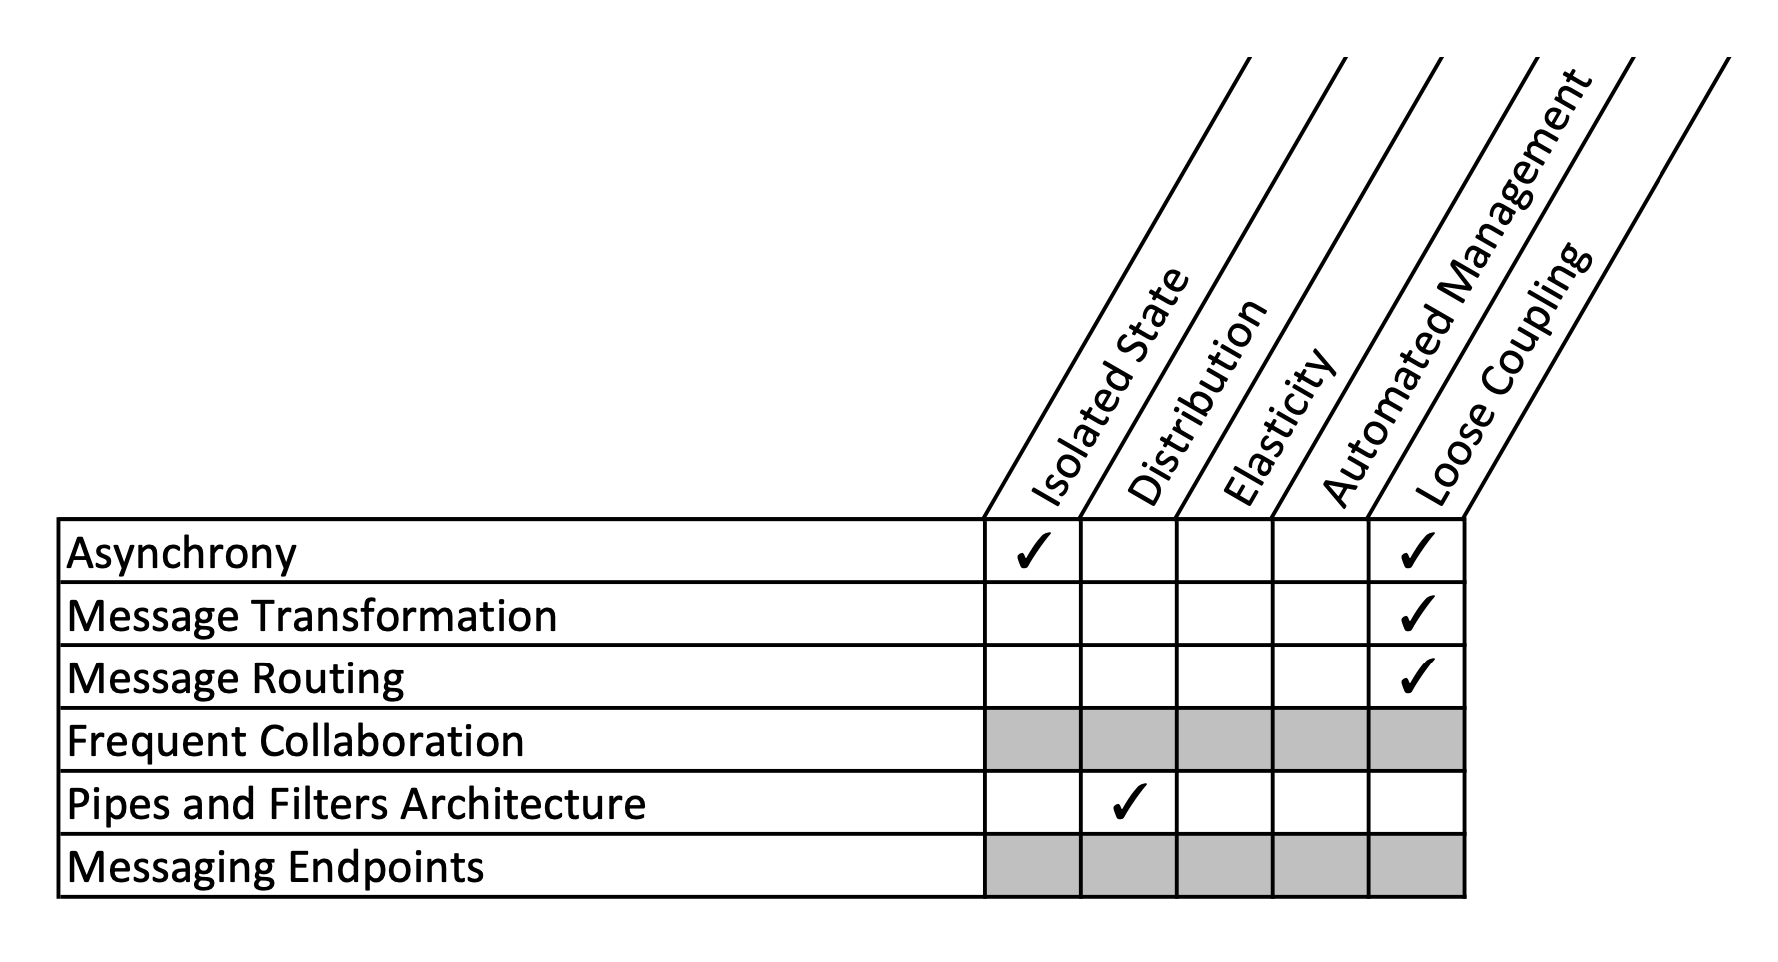 Isolated State
Distribution
Elasticity
Automated Management
Loose Coupling
Asynchrony ✓ ✓
Message Transformation ✓
Message Routing ✓
Frequent Collaboration
Pipes and Filters Architecture ✓
Messaging Endpoints